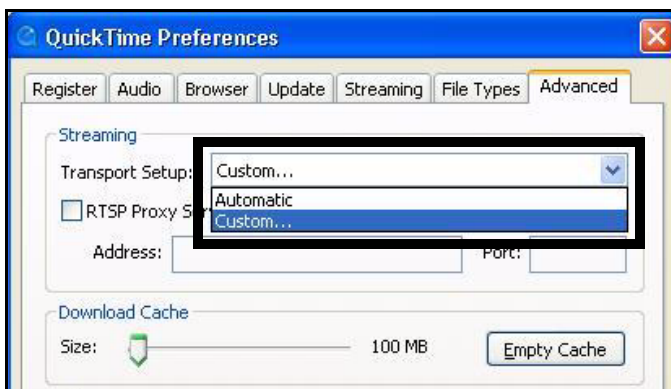 QuickTime Preferences
Register Audio Browser Update Streaming File Types Advanced
Streaming
Transport Setup: Custom...
Automatic
RTSP Proxy Ser
Custom...
Address: Port:
Download Cache
Size: 100 MB Empty Cache